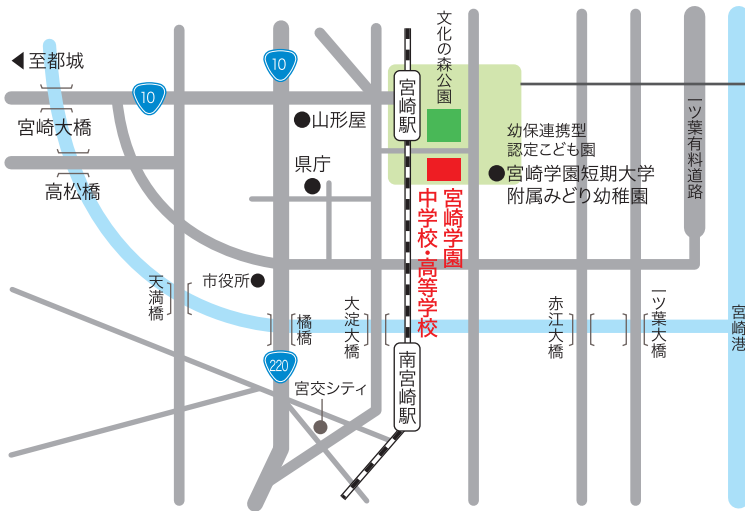 至都城
10
10
宮崎大橋
高松橋
山形屋
県庁
宮崎駅
文化の森公園
幼保連携型
認定こども園
宮崎学園短期大学
附属みどり幼稚園
一ツ葉有料道路
宮崎学園
中学校・高等学校
市役所
天満橋
橘橋
大淀大橋
赤江大橋
一ツ葉大橋
宮崎港
220
宮交シティ
南宮崎駅